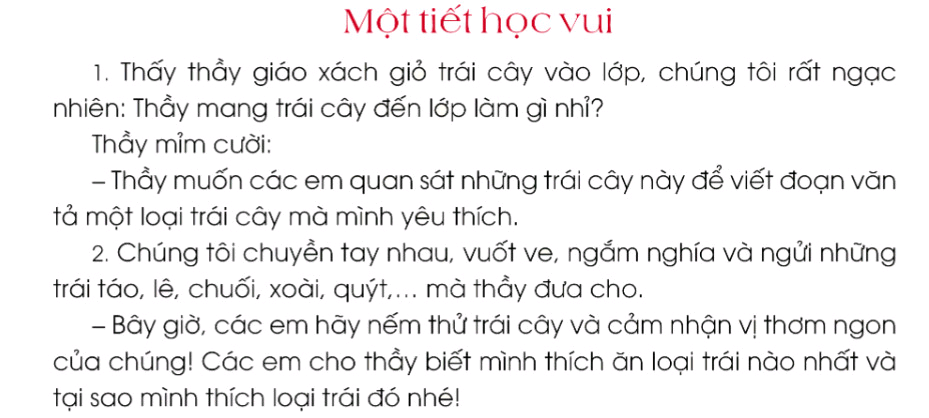 Một tiết học vui
1. Thấy thầy giáo xách giỏ trái cây vào lớp, chúng tôi rất ngạc
nhiên: Thầy mang trái cây đến lớp làm gì nhỉ?
Thầy mỉm cười:
– Thầy muốn các em quan sát những trái cây này để viết đoạn văn
tả một loại trái cây mà mình yêu thích.
2. Chúng tôi chuyền tay nhau, vuốt ve, ngắm nghía và ngửi những
trái táo, lê, chuối, xoài, quýt,... mà thầy đưa cho.
– Bây giờ, các em hãy nếm thử trái cây và cảm nhận vị thơm ngon
của chúng! Các em cho thầy biết mình thích ăn loại trái nào nhất và
tại sao mình thích loại trái đó nhé!